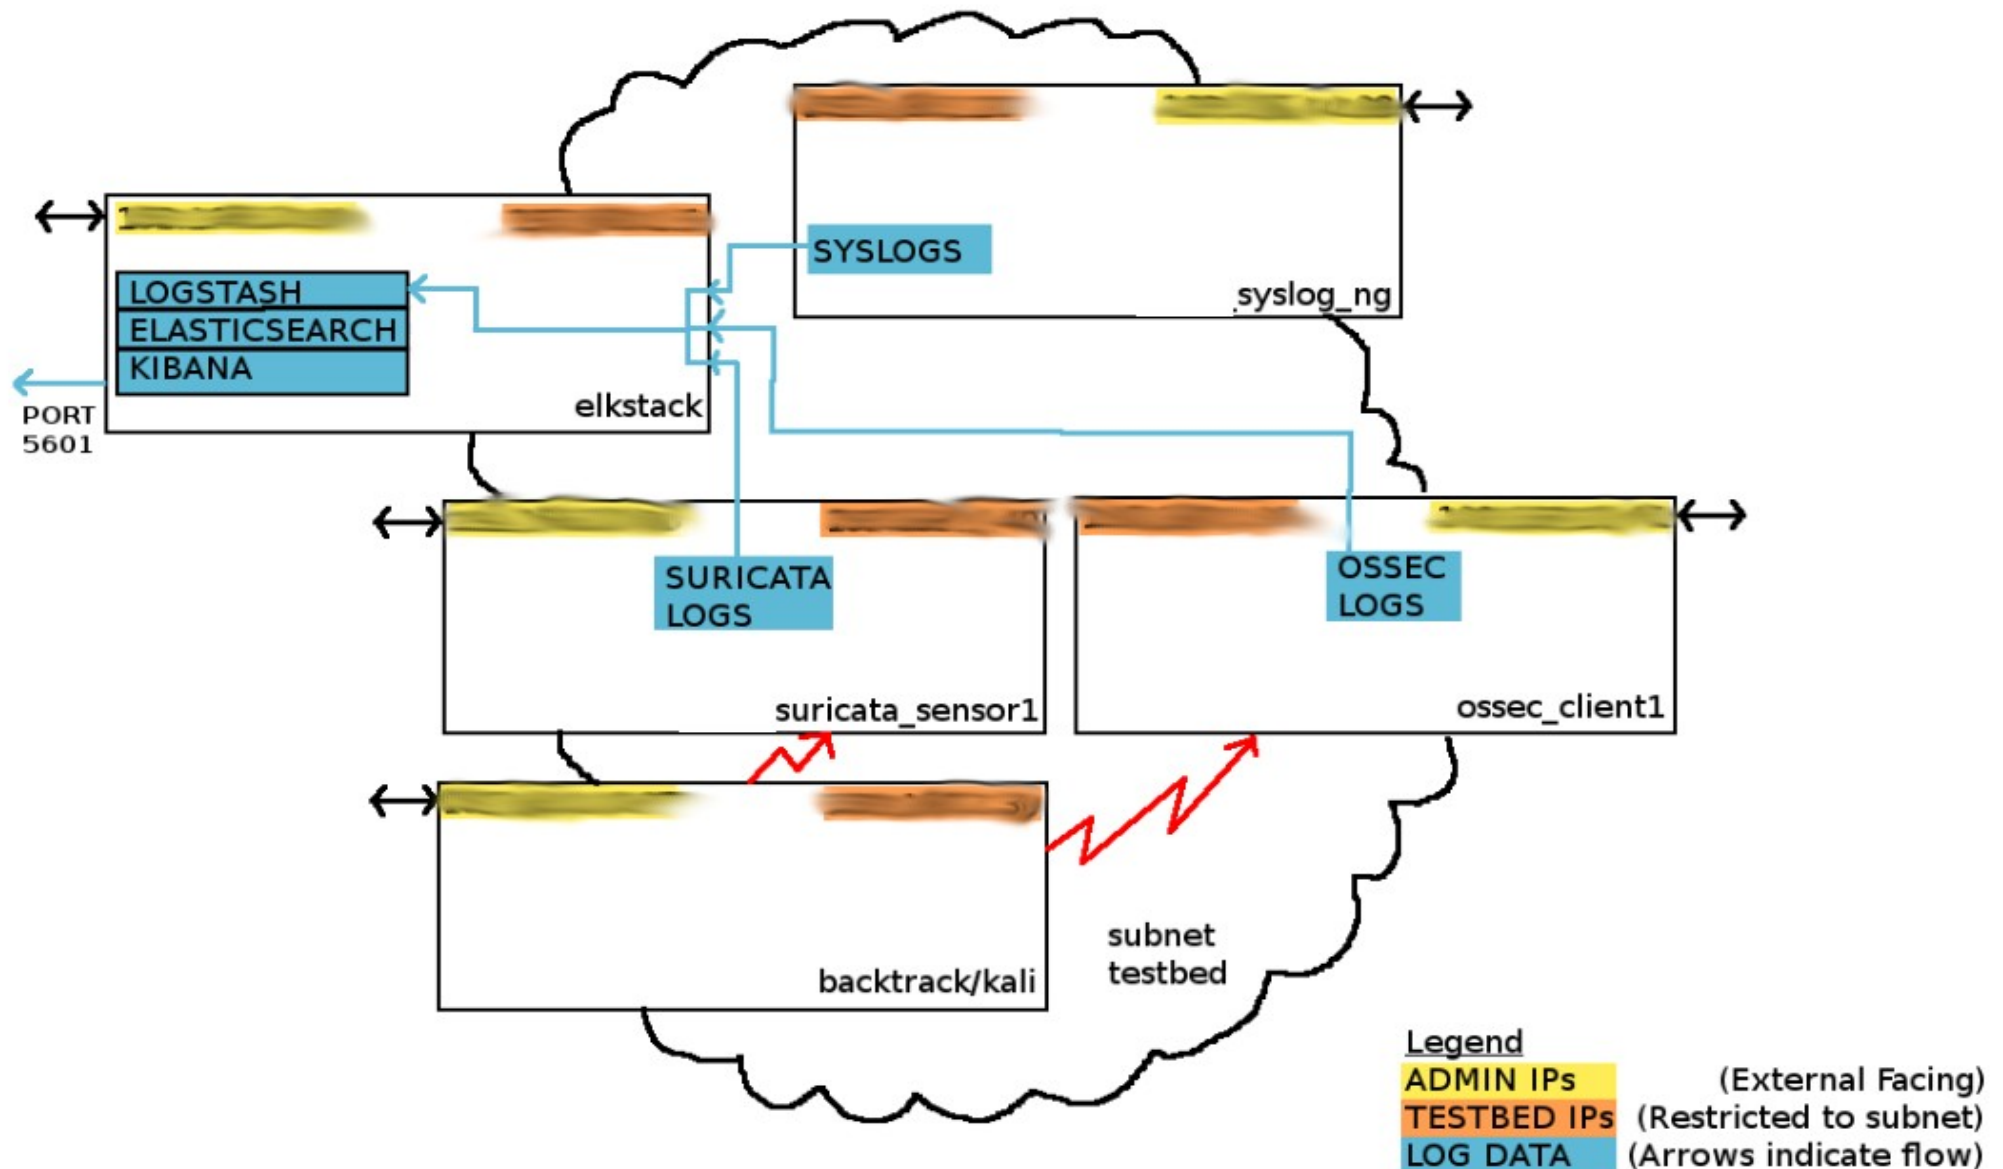 SYSLOGS
syslog_ng
LOGSTASH
ELASTICSEARCH
KIBANA
elkstack
PORT
5601
SURICATA
LOGS
suricata_sensor1
OSSEC
LOGS
ossec_client1
backtrack/kali
subnet
testbed
Legend
ADMIN IPs (External Facing)
TESTBED IPs (Restricted to subnet)
LOG DATA (Arrows indicate flow)